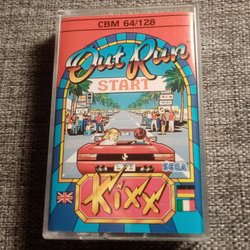 CBM 64/128
Out Run
START
SEGA
Kixx